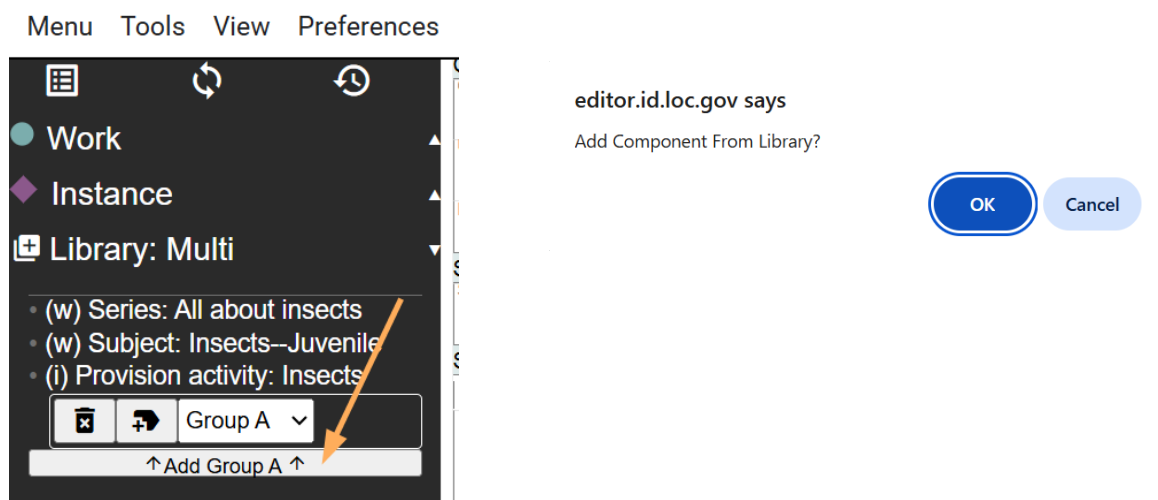 Menu Tools View Preferences
Work
Instance
Library: Multi
(w) Series: All about insects
(w) Subject: Insects--Juvenile
(i) Provision activity: Insects
Group A
↑Add Group A ↑
editor.id.loc.gov says
Add Component From Library?
OK Cancel